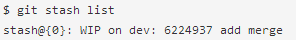 $ git stash list
stash@{0}: WIP on dev: 6224937 add merge